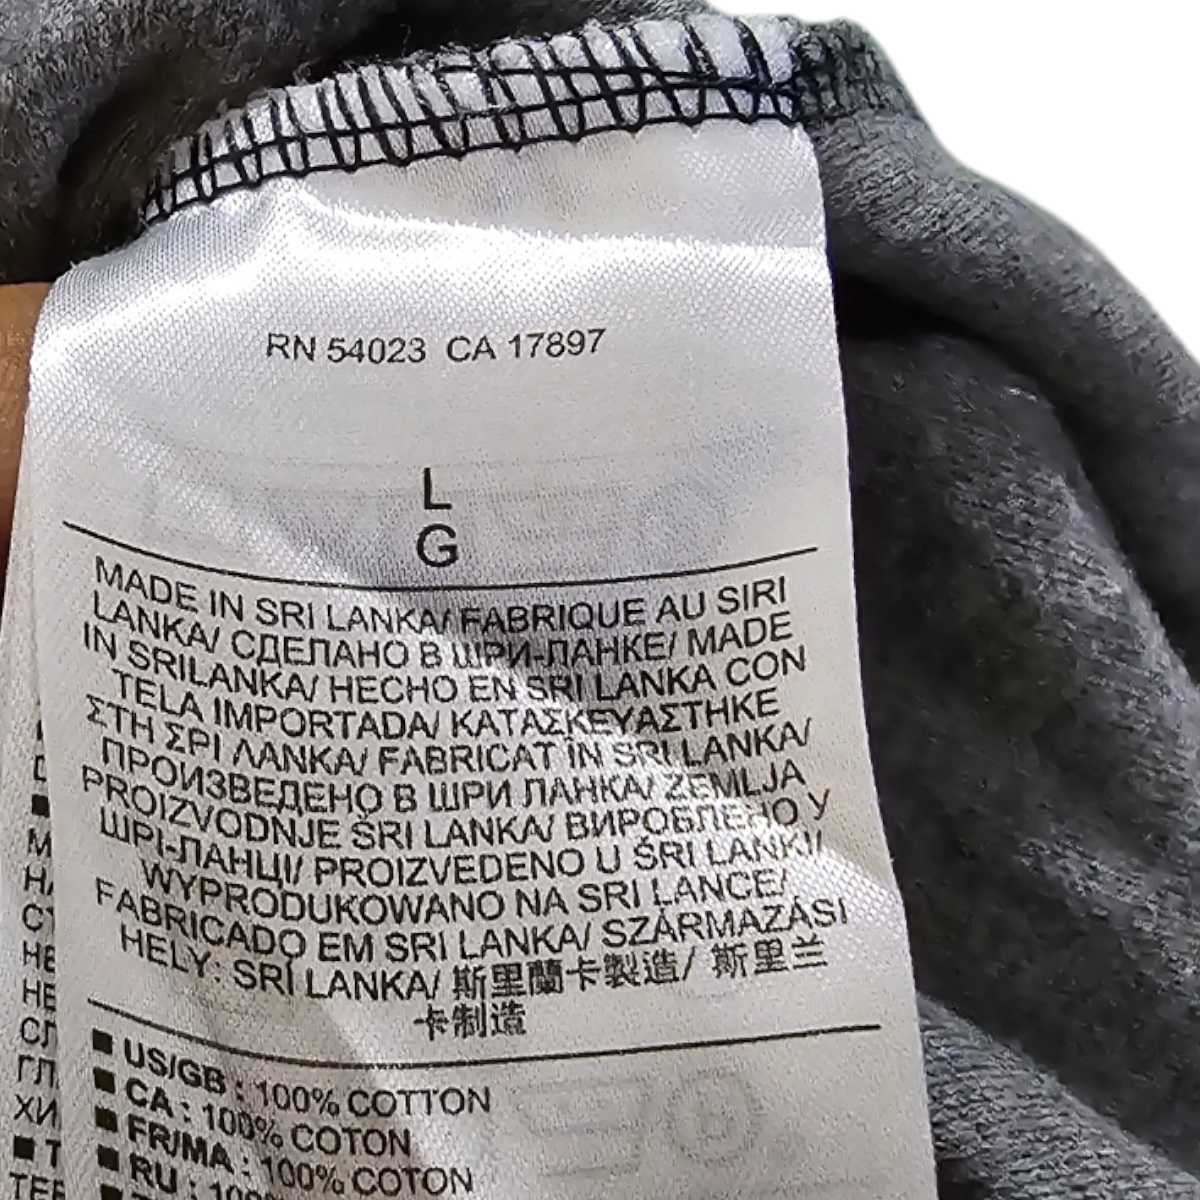 RN 54023 CA 17897
L
G
MADE IN SRI LANKA/ FABRIQUE AU SIRI
LANKA/ СДЕЛАНО В ШРИ-ЛАНКЕ/ MADE
IN SRILANKA/ HECHO EN SRI LANKA CON
TELA IMPORTADA/ ΚΑΤΑΣΚΕΥΑΣΤΗΚΕ
ΣΤΗ ΣΡΙ ΛΑΝΚΑ/ FABRICAT IN SRI LANKA/
ПРОИЗВЕДЕНО В ШРИ ЛАНКА/ ZEMLJA
PROIZVODNJE ŠRI LANKA/ ВИРОБЛЕНО У
ШРІ-ЛАНЦІ/ PROIZVEDENO U ŠRI LANKI/
WYPRODUKOWANO NA SRI LANCE/
FABRICADO EM SRI LANKA/ SZÁRMAZÁSI
HELY: SRÍ LANKA/ 斯里蘭卡製造/ 斯里兰
卡制造
■ US/GB : 100% COTTON
■ CA : 100% COTON
■ FR/MA : 100% COTON
■ RU : 100%